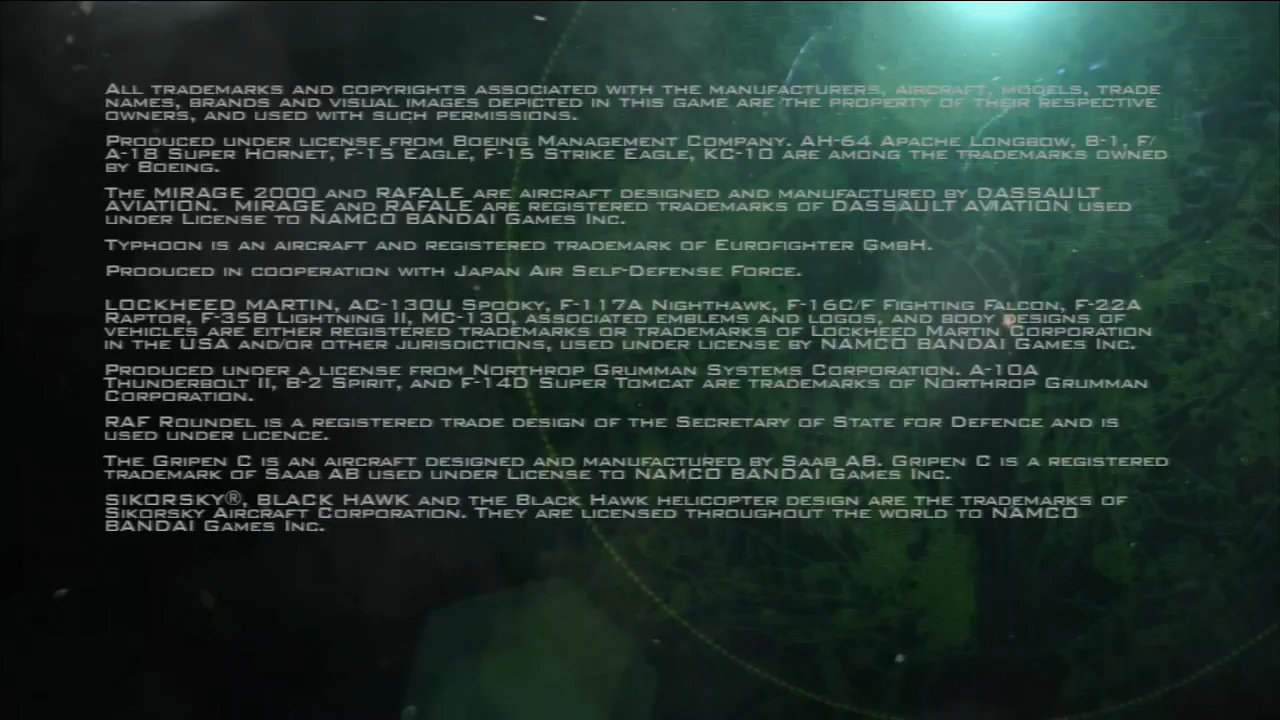 All trademarks and copyrights associated with the manufacturers, aircraft, models, trade
names, brands and visual images depicted in this game are the property of their respective
owners, and used with such permissions.
Produced under license from Boeing Management Company. AH-64 Apache Longbow, B-1, F/
A-18 Super Hornet, F-15 Eagle, F-15 Strike Eagle, KC-10 are among the trademarks owned
by Boeing.
The MIRAGE 2000 and RAFALE are aircraft designed and manufactured by DASSAULT
AVIATION. MIRAGE and RAFALE are registered trademarks of DASSAULT AVIATION used
under License to NAMCO BANDAI Games Inc.
Typhoon is an aircraft and registered trademark of Eurofighter GmbH.
Produced in cooperation with Japan Air Self-Defense Force.
LOCKHEED MARTIN, AC-130U Spooky, F-117A Nighthawk, F-16C/F Fighting Falcon, F-22A
Raptor, F-35B Lightning II, MC-130, associated emblems and logos, and body designs of
vehicles are either registered trademarks or trademarks of Lockheed Martin Corporation
in the USA and/or other jurisdictions, used under license by NAMCO BANDAI Games Inc.
Produced under a license from Northrop Grumman Systems Corporation. A-10A
Thunderbolt II, B-2 Spirit, and F-14D Super Tomcat are trademarks of Northrop Grumman
Corporation.
RAF Roundel is a registered trade design of the Secretary of State for Defence and is
used under licence.
The Gripen C is an aircraft designed and manufactured by Saab AB. Gripen C is a registered
trademark of Saab AB used under License to NAMCO BANDAI Games Inc.
SIKORSKY®, BLACK HAWK and the Black Hawk helicopter design are the trademarks of
Sikorsky Aircraft Corporation. They are licensed throughout the world to NAMCO
BANDAI Games Inc.